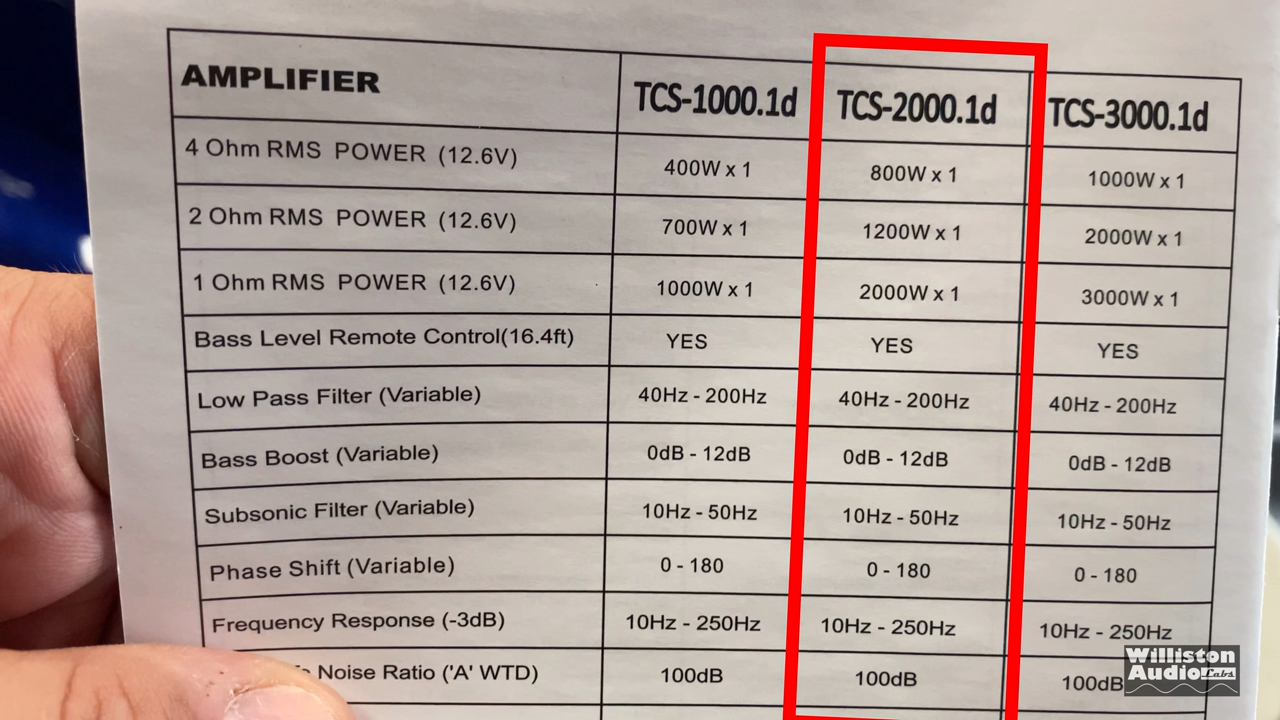 AMPLIFIER TCS-1000.1d TCS-2000.1d TCS-3000.1d
4 Ohm RMS POWER (12.6V) 400W x 1 800W x 1 1000W x 1
2 Ohm RMS POWER (12.6V) 700W x 1 1200W x 1 2000W x 1
1 Ohm RMS POWER (12.6V) 1000W x 1 2000W x 1 3000W x 1
Bass Level Remote Control(16.4ft) YES YES YES
Low Pass Filter (Variable) 40Hz - 200Hz 40Hz - 200Hz 40Hz - 200Hz
Bass Boost (Variable) 0dB - 12dB 0dB - 12dB 0dB - 12dB
Subsonic Filter (Variable) 10Hz - 50Hz 10Hz - 50Hz 10Hz - 50Hz
Phase Shift (Variable) 0 - 180 0 - 180 0 - 180
Frequency Response (-3dB) 10Hz - 250Hz 10Hz - 250Hz 10Hz - 250Hz
Noise Ratio ('A' WTD) 100dB 100dB 100dB
Williston
Audio Labs